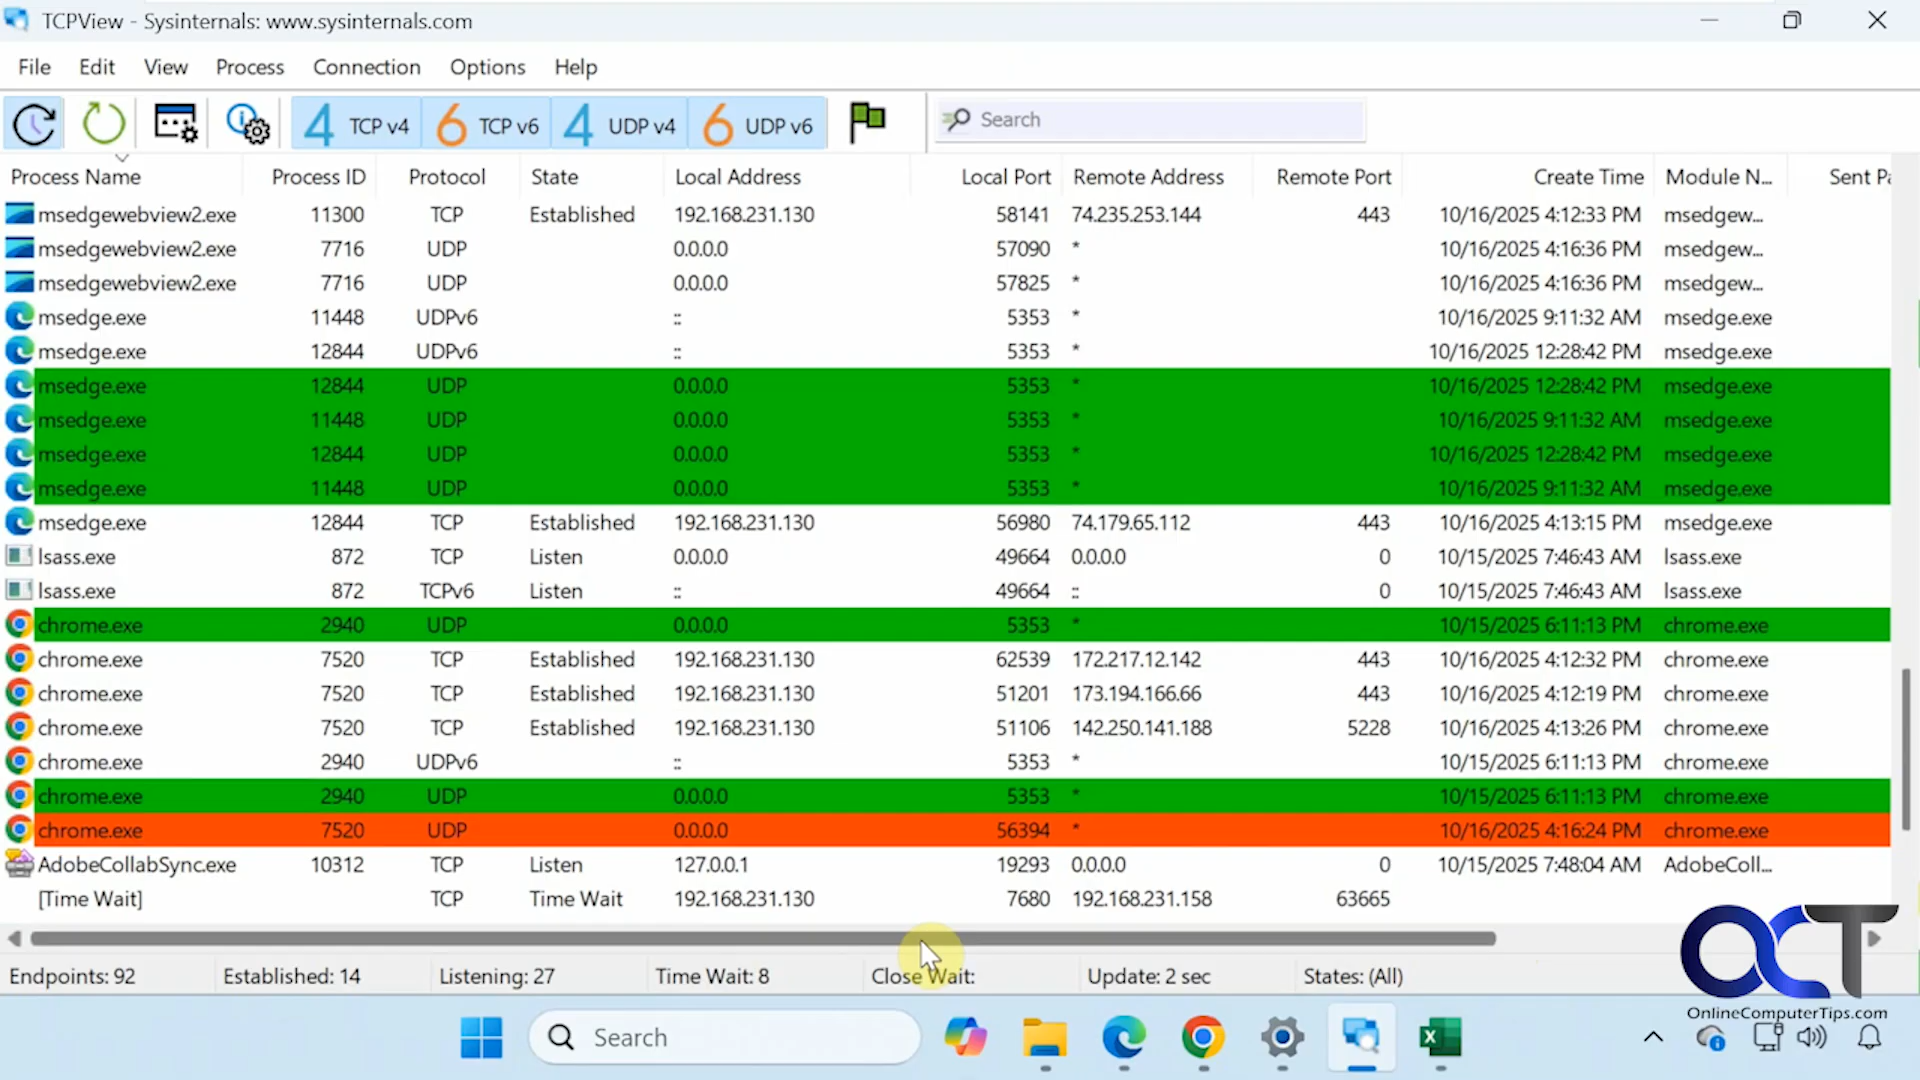 TCPView - Sysinternals: www.sysinternals.com
File Edit View Process Connection Options Help
4 TCP v4 6 TCP v6 4 UDP v4 6 UDP v6 Search
Process Name Process ID Protocol State Local Address Local Port Remote Address Remote Port Create Time Module N... Sent Pa
msedgewebview2.exe 11300 TCP Established 192.168.231.130 58141 74.235.253.144 443 10/16/2025 4:12:33 PM msedgew...
msedgewebview2.exe 7716 UDP 0.0.0.0 57090 * 10/16/2025 4:16:36 PM msedgew...
msedgewebview2.exe 7716 UDP 0.0.0.0 57825 * 10/16/2025 4:16:36 PM msedgew...
msedge.exe 11448 UDPv6 :: 5353 * 10/16/2025 9:11:32 AM msedge.exe
msedge.exe 12844 UDPv6 :: 5353 * 10/16/2025 12:28:42 PM msedge.exe
msedge.exe 12844 UDP 0.0.0.0 5353 * 10/16/2025 12:28:42 PM msedge.exe
msedge.exe 11448 UDP 0.0.0.0 5353 * 10/16/2025 9:11:32 AM msedge.exe
msedge.exe 12844 UDP 0.0.0.0 5353 * 10/16/2025 12:28:42 PM msedge.exe
msedge.exe 11448 UDP 0.0.0.0 5353 * 10/16/2025 9:11:32 AM msedge.exe
msedge.exe 12844 TCP Established 192.168.231.130 56980 74.179.65.112 443 10/16/2025 4:13:15 PM msedge.exe
lsass.exe 872 TCP Listen 0.0.0.0 49664 0.0.0.0 0 10/15/2025 7:46:43 AM lsass.exe
lsass.exe 872 TCPv6 Listen :: 49664 :: 0 10/15/2025 7:46:43 AM lsass.exe
chrome.exe 2940 UDP 0.0.0.0 5353 * 10/15/2025 6:11:13 PM chrome.exe
chrome.exe 7520 TCP Established 192.168.231.130 62539 172.217.12.142 443 10/16/2025 4:12:32 PM chrome.exe
chrome.exe 7520 TCP Established 192.168.231.130 51201 173.194.166.66 443 10/16/2025 4:12:19 PM chrome.exe
chrome.exe 7520 TCP Established 192.168.231.130 51106 142.250.141.188 5228 10/16/2025 4:13:26 PM chrome.exe
chrome.exe 2940 UDPv6 :: 5353 * 10/15/2025 6:11:13 PM chrome.exe
chrome.exe 2940 UDP 0.0.0.0 5353 * 10/15/2025 6:11:13 PM chrome.exe
chrome.exe 7520 UDP 0.0.0.0 56394 * 10/16/2025 4:16:24 PM chrome.exe
AdobeCollabSync.exe 10312 TCP Listen 127.0.0.1 19293 0.0.0.0 0 10/15/2025 7:48:04 AM AdobeColl...
[Time Wait] TCP Time Wait 192.168.231.130 7680 192.168.231.158 63665
Endpoints: 92 Established: 14 Listening: 27 Time Wait: 8 Close Wait: Update: 2 sec States: (All)
OCT
OnlineComputerTips.com
Search